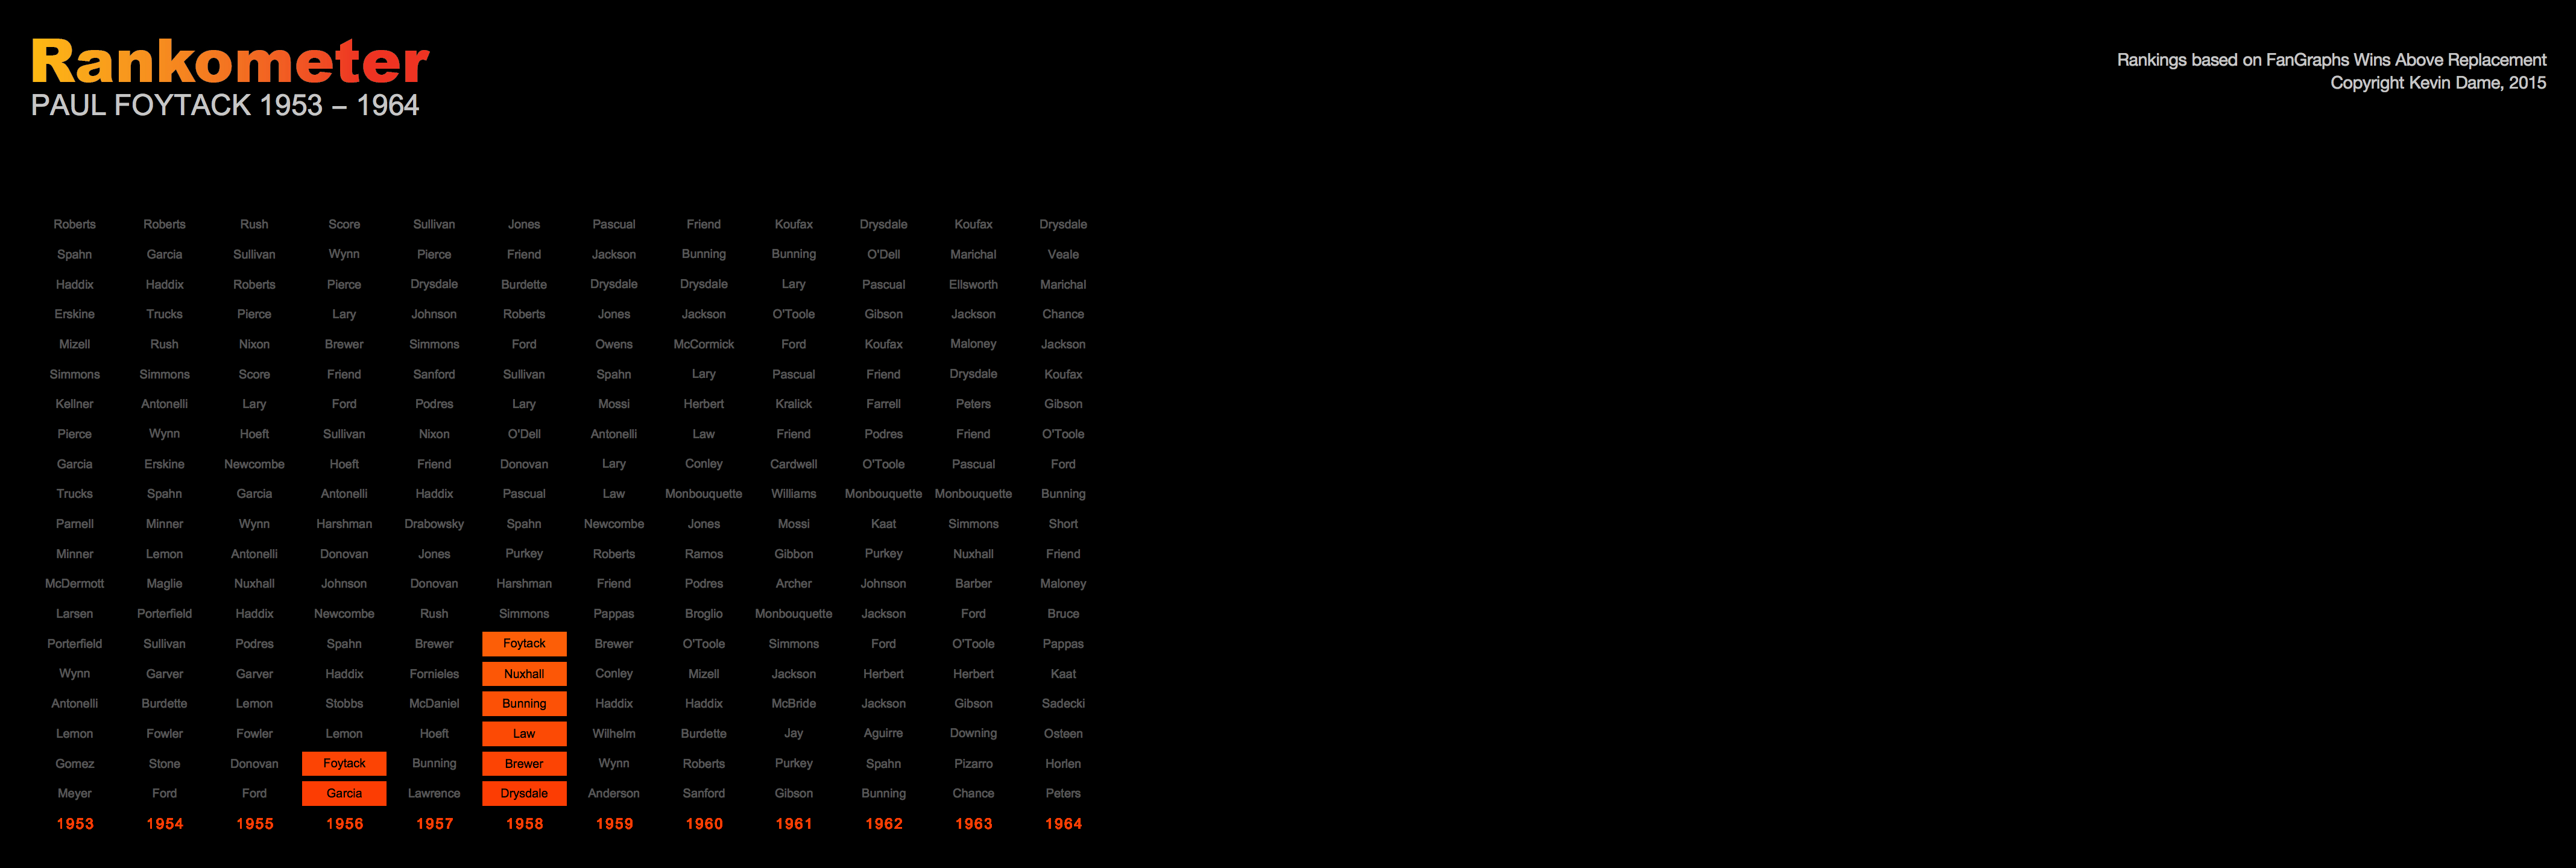 Rankometer
PAUL FOYTACK 1953 – 1964
Rankings based on FanGraphs Wins Above Replacement
Copyright Kevin Dame, 2015
Roberts Roberts Rush Score Sullivan Jones Pascual Friend Koufax Drysdale Koufax Drysdale
Spahn Garcia Sullivan Wynn Pierce Friend Jackson Bunning Bunning O'Dell Marichal Veale
Haddix Haddix Roberts Pierce Drysdale Burdette Drysdale Drysdale Lary Pascual Ellsworth Marichal
Erskine Trucks Pierce Lary Johnson Roberts Jones Jackson O'Toole Gibson Jackson Chance
Mizell Rush Nixon Brewer Simmons Ford Owens McCormick Ford Koufax Maloney Jackson
Simmons Simmons Score Friend Sanford Sullivan Spahn Lary Pascual Friend Drysdale Koufax
Kellner Antonelli Lary Ford Podres Lary Mossi Herbert Kralick Farrell Peters Gibson
Pierce Wynn Hoeft Sullivan Nixon O'Dell Antonelli Law Friend Podres Friend O'Toole
Garcia Erskine Newcombe Hoeft Friend Donovan Lary Conley Cardwell O'Toole Pascual Ford
Trucks Spahn Garcia Antonelli Haddix Pascual Law Monbouquette Williams Monbouquette Monbouquette Bunning
Parnell Minner Wynn Harshman Drabowsky Spahn Newcombe Jones Mossi Kaat Simmons Short
Minner Lemon Antonelli Donovan Jones Purkey Roberts Ramos Gibbon Purkey Nuxhall Friend
McDermott Maglie Nuxhall Johnson Donovan Harshman Friend Podres Archer Johnson Barber Maloney
Larsen Porterfield Haddix Newcombe Rush Simmons Pappas Broglio Monbouquette Jackson Ford Bruce
Porterfield Sullivan Podres Spahn Brewer Foytack Brewer O'Toole Simmons Ford O'Toole Pappas
Wynn Garver Garver Haddix Fornieles Nuxhall Conley Mizell Jackson Herbert Herbert Kaat
Antonelli Burdette Lemon Stobbs McDaniel Bunning Haddix Haddix McBride Jackson Gibson Sadecki
Lemon Fowler Fowler Lemon Hoeft Law Wilhelm Burdette Jay Aguirre Downing Osteen
Gomez Stone Donovan Foytack Bunning Brewer Wynn Roberts Purkey Spahn Pizarro Horlen
Meyer Ford Ford Garcia Lawrence Drysdale Anderson Sanford Gibson Bunning Chance Peters
1953 1954 1955 1956 1957 1958 1959 1960 1961 1962 1963 1964